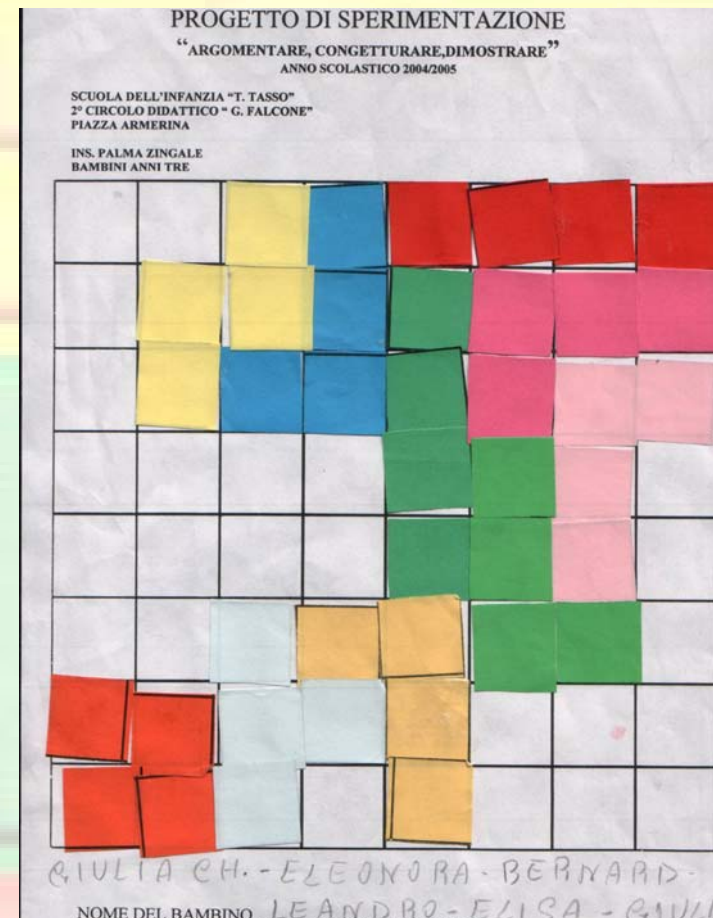 PROGETTO DI SPERIMENTAZIONE
“ARGOMENTARE, CONGETTURARE,DIMOSTRARE”
ANNO SCOLASTICO 2004/2005
SCUOLA DELL'INFANZIA “T. TASSO”
2° CIRCOLO DIDATTICO “ G. FALCONE”
PIAZZA ARMERINA
INS. PALMA ZINGALE
BAMBINI ANNI TRE
GIULIA CH. - ELEONORA - BERNARD -
NOME DEL BAMBINO LEANDRO - ELISA -